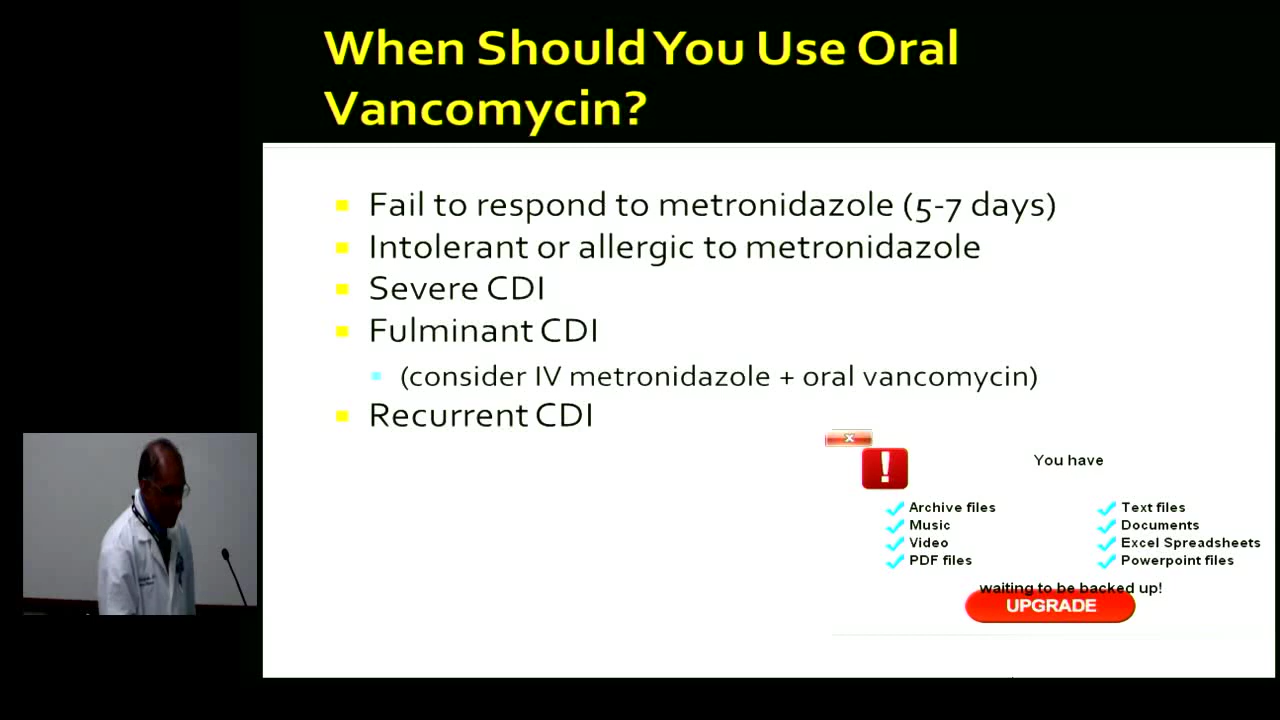 When Should You Use Oral
Vancomycin?
Fail to respond to metronidazole (5-7 days)
Intolerant or allergic to metronidazole
Severe CDI
Fulminant CDI
(consider IV metronidazole + oral vancomycin)
Recurrent CDI
x
!
You have
Archive files
Music
Video
PDF files
Text files
Documents
Excel Spreadsheets
Powerpoint files
waiting to be backed up!
UPGRADE